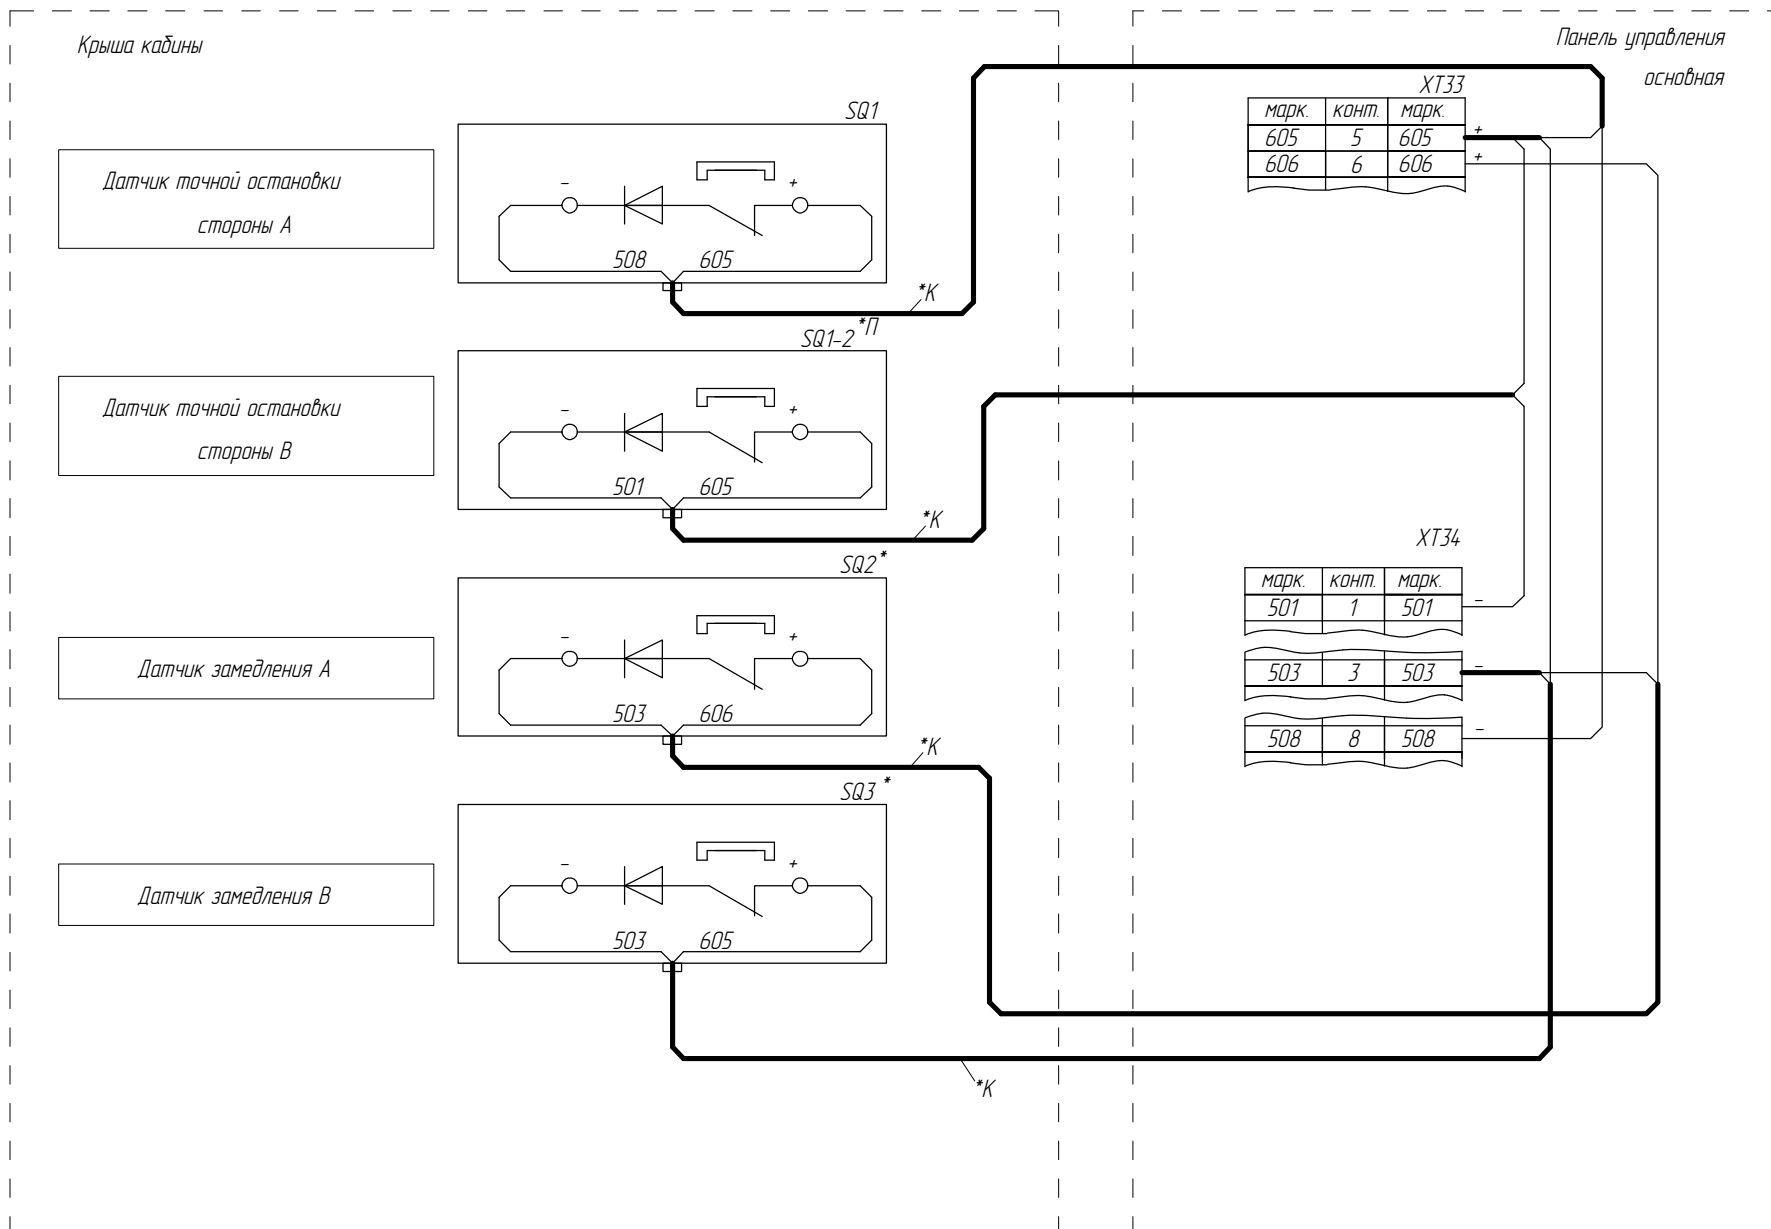 Крыша кабины
Панель управления
основная
Датчик точной остановки
стороны А
SQ1
-
+
508 605
*К
Датчик точной остановки
стороны В
SQ1-2 *П
-
+
501 605
*К
Датчик замедления А
SQ2 *
-
+
503 606
*К
Датчик замедления В
SQ3 *
-
+
503 605
*К
XT33
марк. конт. марк.
605 5 605 +
606 6 606 +
XT34
марк. конт. марк.
501 1 501 -
503 3 503 -
508 8 508 -